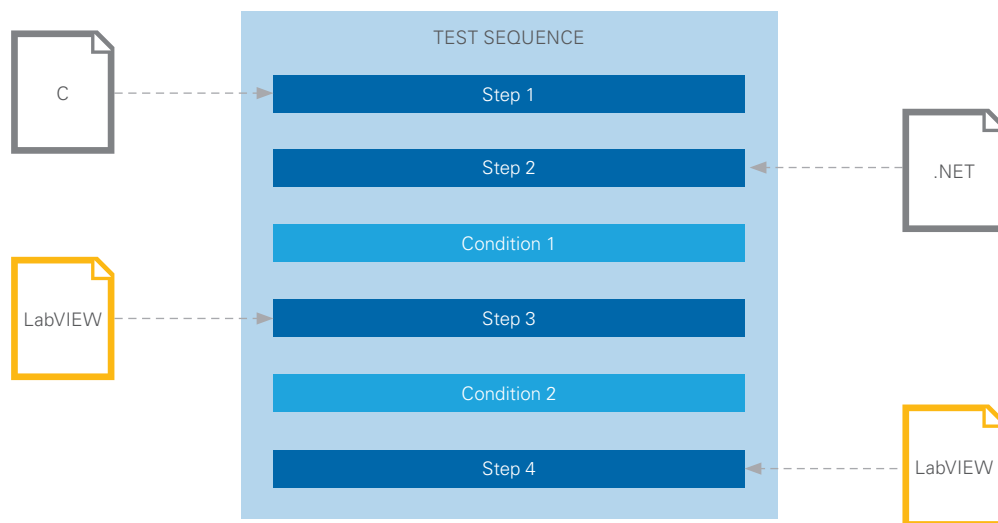 TEST SEQUENCE
C
Step 1
Step 2
.NET
Condition 1
LabVIEW
Step 3
Condition 2
Step 4
LabVIEW